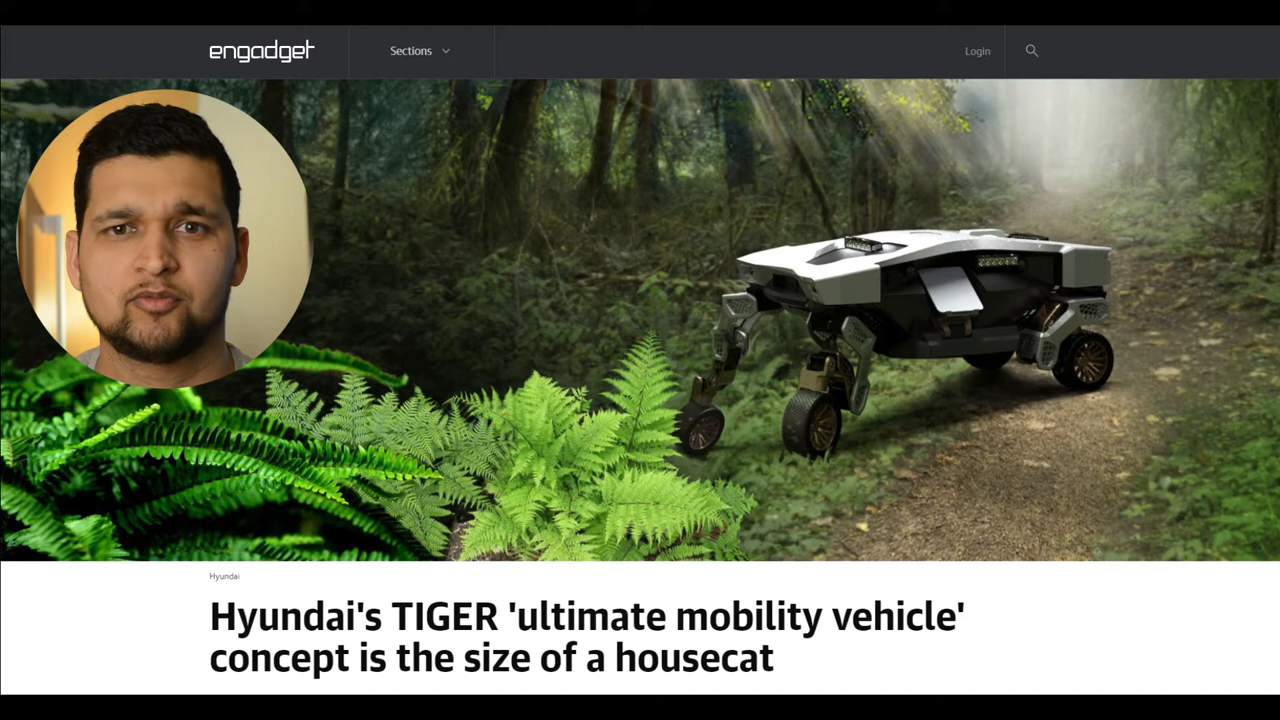 engadget
Sections
Login
Hyundai
Hyundai's TIGER 'ultimate mobility vehicle'
concept is the size of a housecat